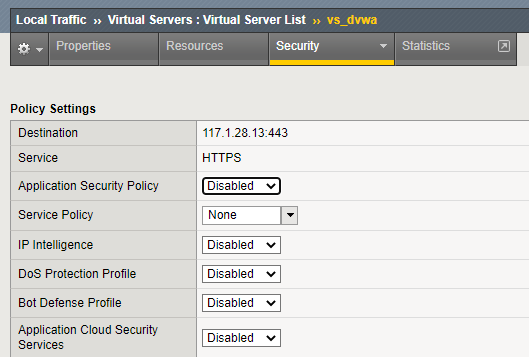 Local Traffic ›› Virtual Servers : Virtual Server List ›› vs_dvwa
Properties Resources Security Statistics
Policy Settings
Destination 117.1.28.13:443
Service HTTPS
Application Security Policy Disabled
Service Policy None
IP Intelligence Disabled
DoS Protection Profile Disabled
Bot Defense Profile Disabled
Application Cloud Security
Services Disabled